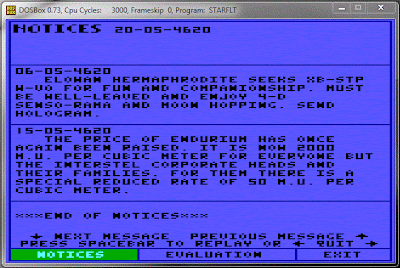 DOSBox 0.73, Cpu Cycles: 3000, Frameskip 0, Program: STARFLT
NOTICES 20-05-4620
06-05-4620
ELOWAN HERMAPHRODITE SEEKS XB-STP
W-VO FOR FUN AND COMPANIONSHIP. MUST
BE WELL-LEAVED AND ENJOY 4-D
SENSO-RAMA AND MOON HOPPING. SEND
HOLOGRAM.
15-05-4620
THE PRICE OF ENDURIUM HAS ONCE
AGAIN BEEN RAISED. IT IS NOW 2000
M.U. PER CUBIC METER FOR EVERYONE BUT
THE INTERSTEL CORPORATE HEADS AND
THEIR FAMILIES. FOR THEM THERE IS A
SPECIAL REDUCED RATE OF 50 M.U. PER
CUBIC METER.
***END OF NOTICES***
↓ NEXT MESSAGE PREVIOUS MESSAGE ↑
PRESS SPACEBAR TO REPLAY OR ← QUIT →
NOTICES EVALUATION EXIT